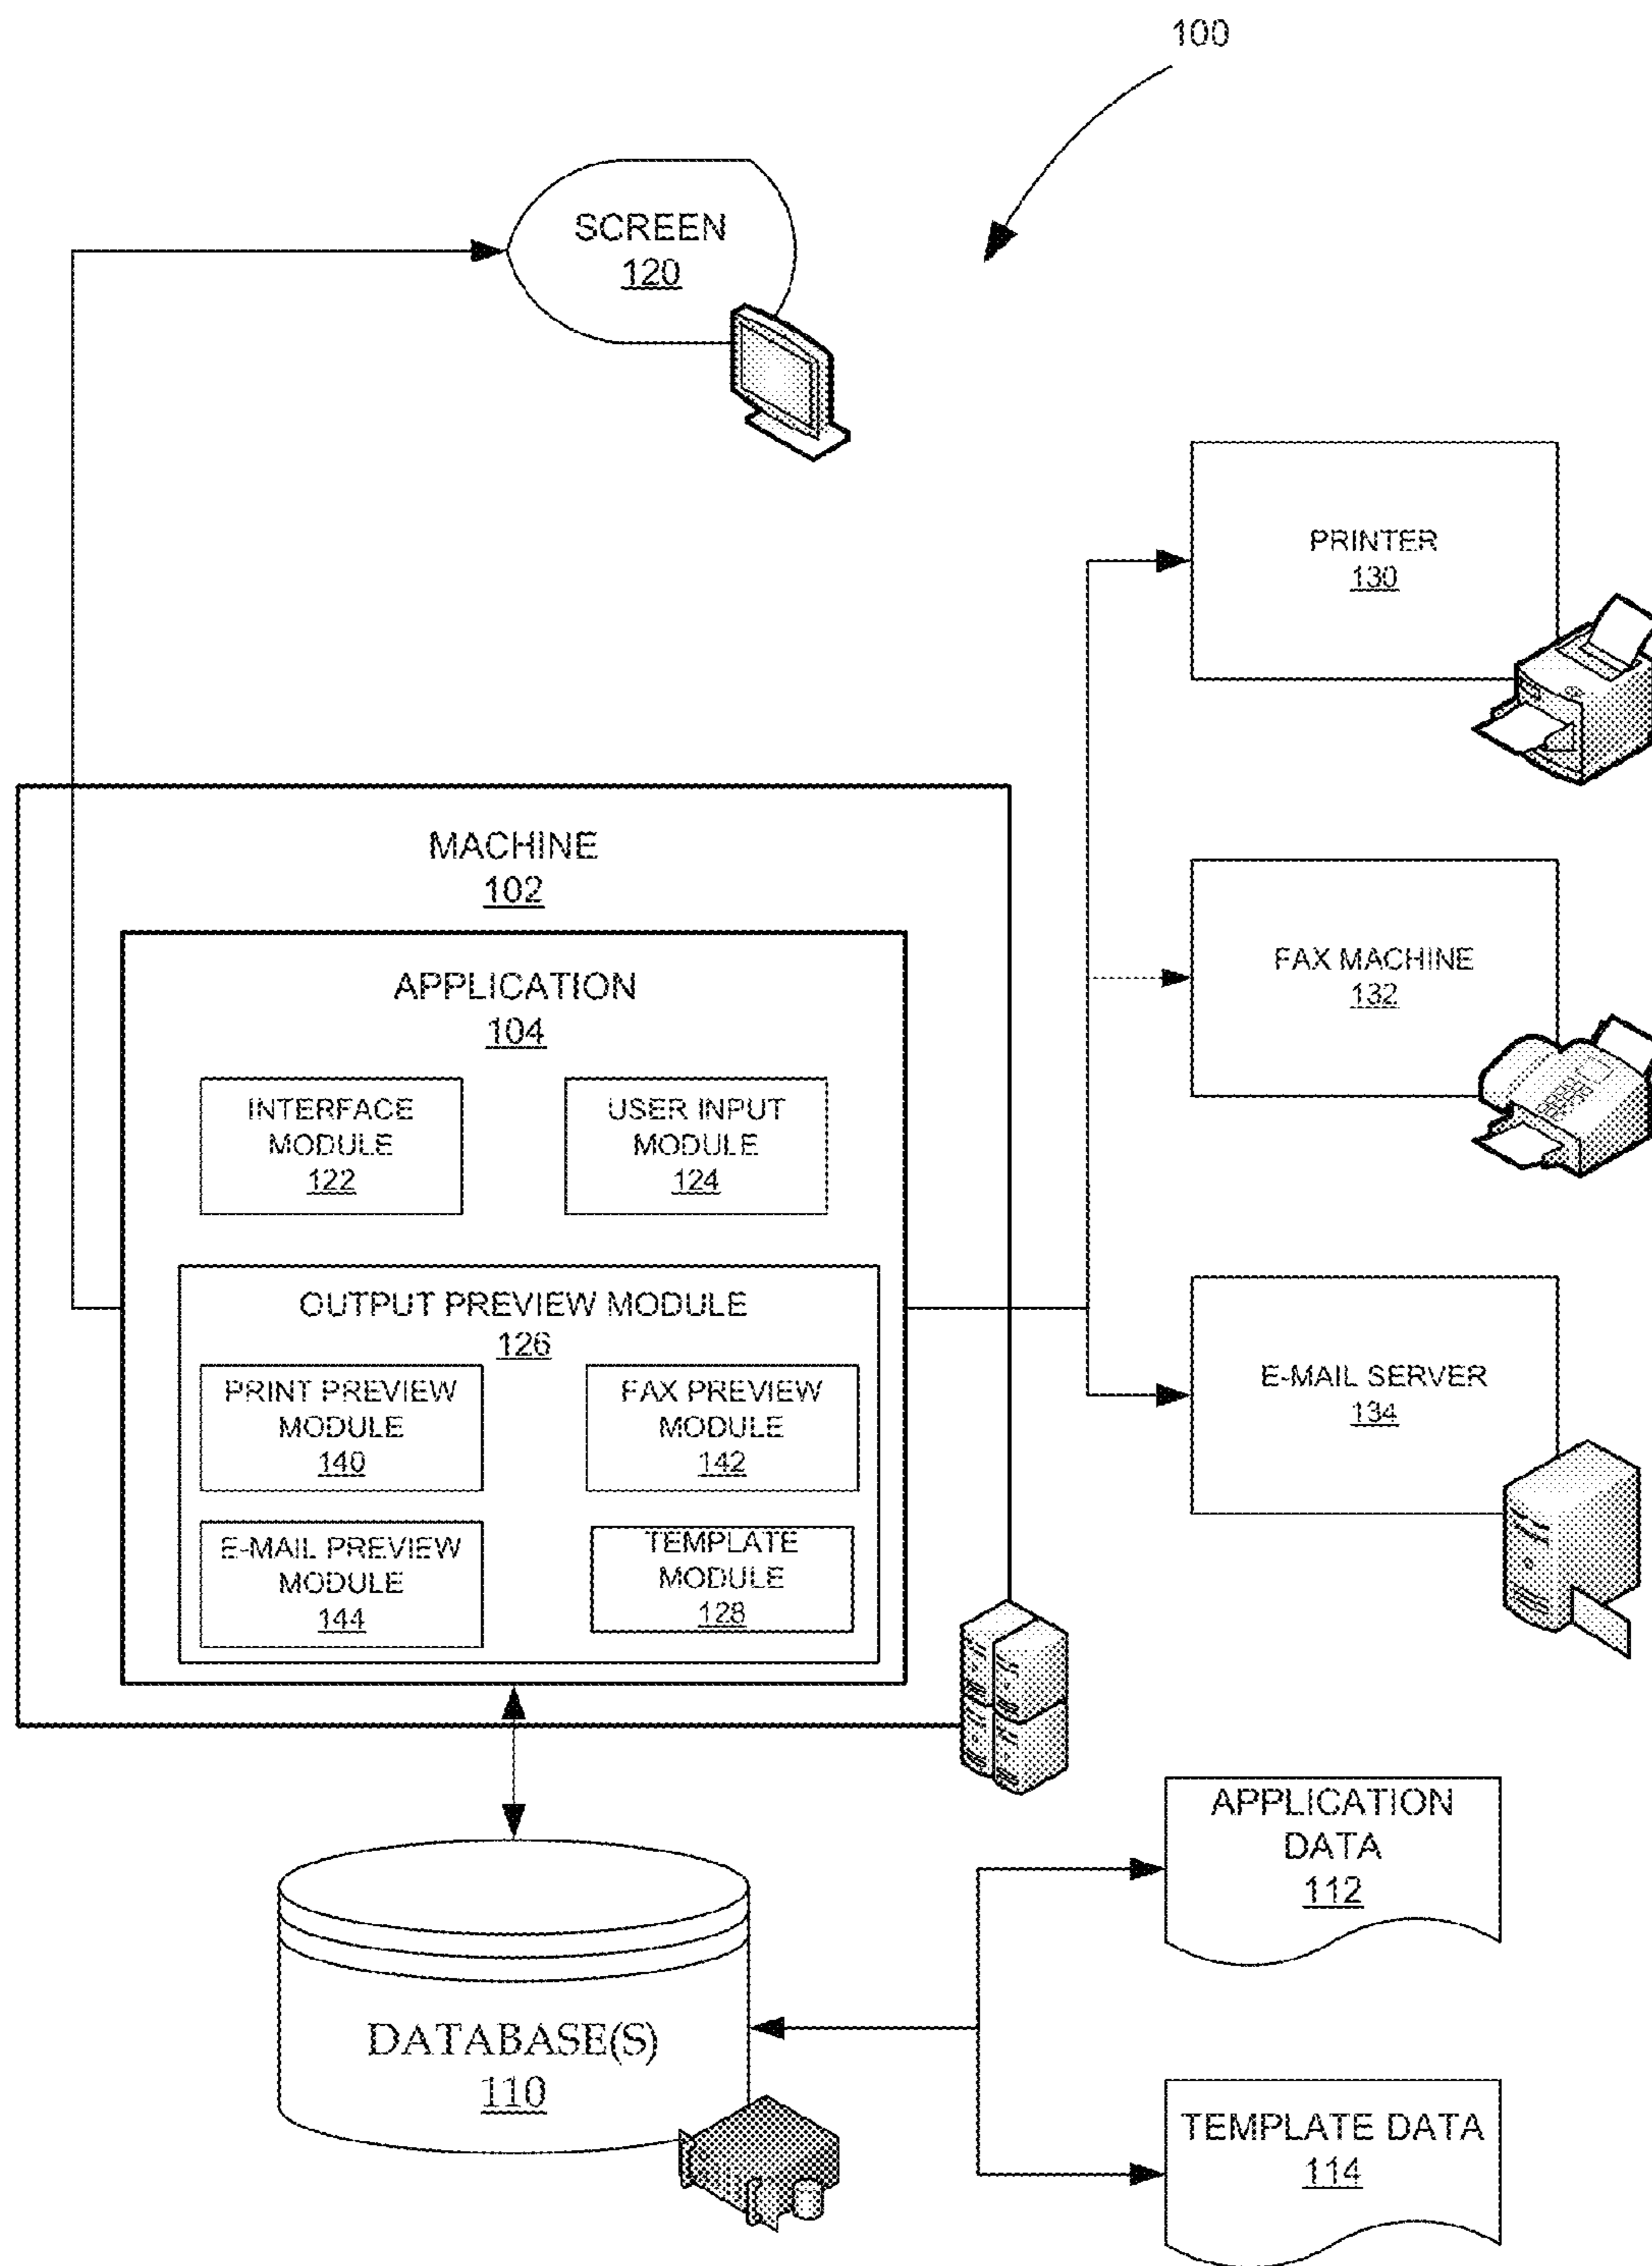 100
SCREEN
120
PRINTER
130
MACHINE
102
FAX MACHINE
132
APPLICATION
104
INTERFACE
MODULE
122
USER INPUT
MODULE
124
OUTPUT PREVIEW MODULE
126
E-MAIL SERVER
134
PRINT PREVIEW
MODULE
140
FAX PREVIEW
MODULE
142
E-MAIL PREVIEW
MODULE
144
TEMPLATE
MODULE
128
APPLICATION
DATA
112
DATABASE(S)
110
TEMPLATE DATA
114